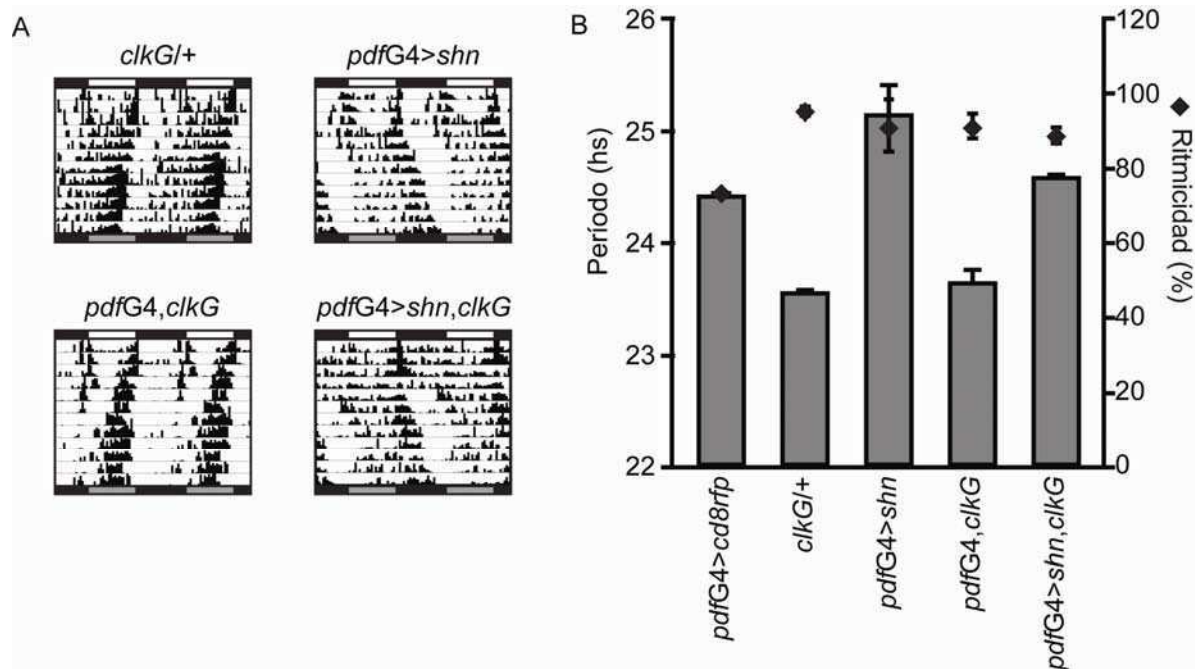 A
clkG/+
pdfG4>shn
pdfG4,clkG
pdfG4>shn,clkG
B
Período (hs)
26
25
24
23
22
120
100
80
60
40
20
0
Ritmicidad (%)
pdfG4>cd8rfp
clkG/+
pdfG4>shn
pdfG4,clkG
pdfG4>shn,clkG